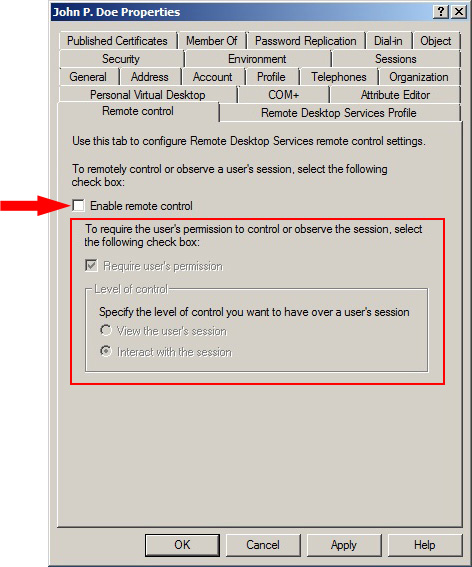 John P. Doe Properties
Published Certificates Member Of Password Replication Dial-in Object
Security Environment Sessions
General Address Account Profile Telephones Organization
Personal Virtual Desktop COM+ Attribute Editor
Remote control Remote Desktop Services Profile
Use this tab to configure Remote Desktop Services remote control settings.
To remotely control or observe a user's session, select the following
check box:
Enable remote control
To require the user's permission to control or observe the session, select
the following check box:
Require user's permission
Level of control
Specify the level of control you want to have over a user's session
View the user's session
Interact with the session
OK Cancel Apply Help